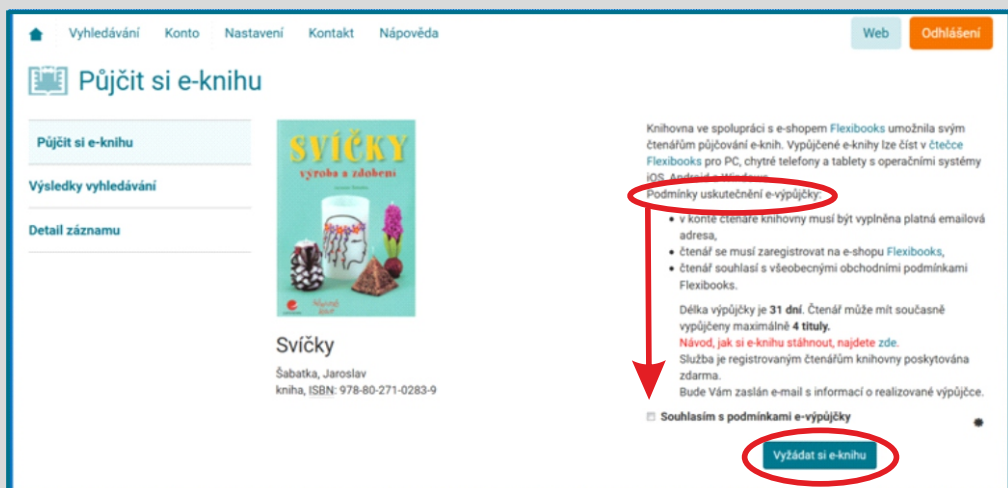 Vyhledávání Konto Nastavení Kontakt Nápověda Web Odhlášení
Půjčit si e-knihu
Půjčit si e-knihu
Výsledky vyhledávání
Detail záznamu
SVÍČKY
výroba a zdobení
Svíčky
Šabatka, Jaroslav
kniha, ISBN: 978-80-271-0283-9
Knihovna ve spolupráci s e-shopem Flexibooks umožnila svým
čtenářům půjčování e-knih. Vypůjčené e-knihy lze číst v čtečce
Flexibooks pro PC, chytré telefony a tablety s operačními systémy
iOS, Android a Windows.
Podmínky uskutečnění e-výpůjčky:
• v kontě čtenáře knihovny musí být vyplněna platná emailová
adresa,
• čtenář se musí zaregistrovat na e-shopu Flexibooks,
• čtenář souhlasí s všeobecnými obchodními podmínkami
Flexibooks.
Délka výpůjčky je 31 dní. Čtenář může mít současně
vypůjčeny maximálně 4 tituly.
Návod, jak si e-knihu stáhnout, najdete zde.
Služba je registrovaným čtenářům knihovny poskytována
zdarma.
Bude Vám zaslán e-mail s informací o realizované výpůjčce.
Souhlasím s podmínkami e-výpůjčky
Vyžádat si e-knihu